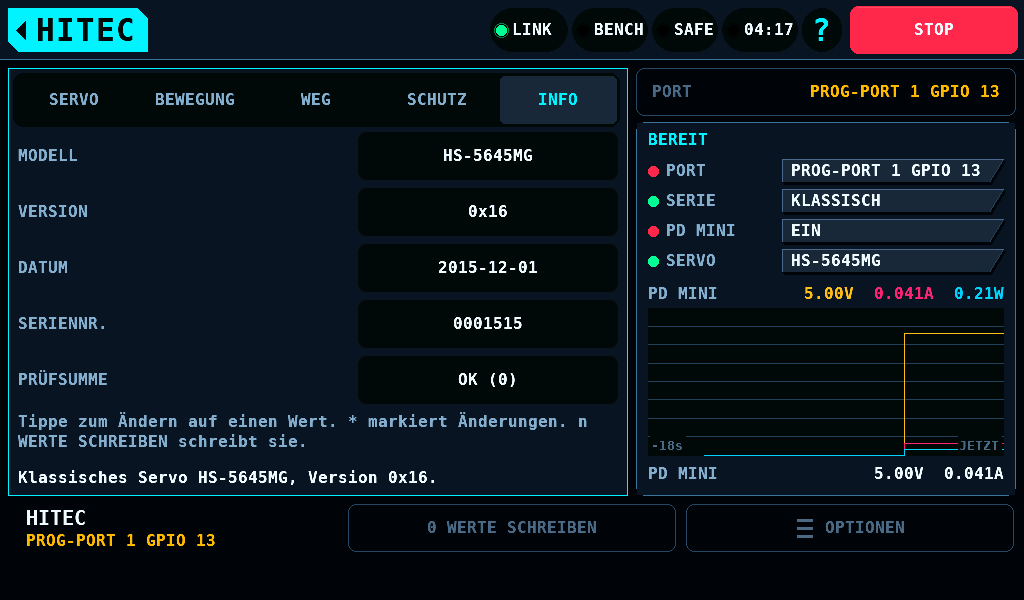 HITEC
LINK
BENCH
SAFE
04:17
?
STOP
SERVO
BEWEGUNG
WEG
SCHUTZ
INFO
MODELL
HS-5645MG
VERSION
0x16
DATUM
2015-12-01
SERIENNR.
0001515
PRÜFSUMME
OK (0)
Tippe zum Ändern auf einen Wert. * markiert Änderungen. n
WERTE SCHREIBEN schreibt sie.
Klassisches Servo HS-5645MG, Version 0x16.
PORT
PROG-PORT 1 GPIO 13
BEREIT
PORT
PROG-PORT 1 GPIO 13
SERIE
KLASSISCH
PD MINI
EIN
SERVO
HS-5645MG
PD MINI
5.00V
0.041A
0.21W
-18s
JETZT
PD MINI
5.00V
0.041A
HITEC
PROG-PORT 1 GPIO 13
0 WERTE SCHREIBEN
OPTIONEN